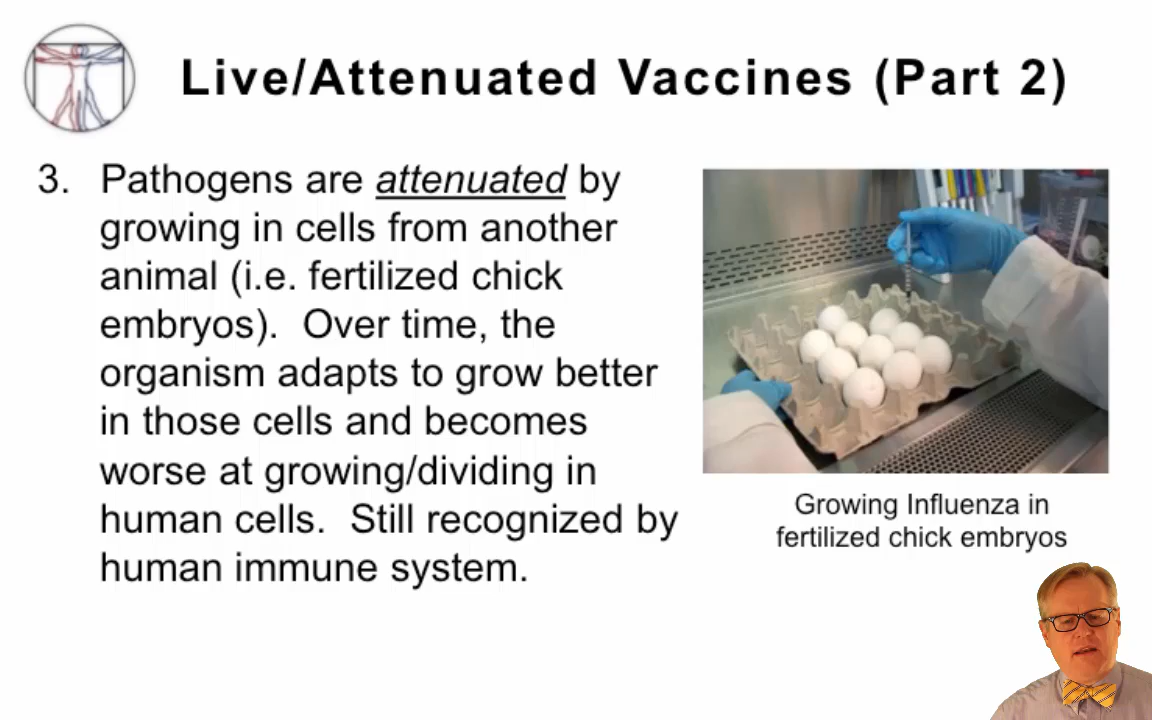 Live/Attenuated Vaccines (Part 2)
3. Pathogens are attenuated by
growing in cells from another
animal (i.e. fertilized chick
embryos).  Over time, the
organism adapts to grow better
in those cells and becomes
worse at growing/dividing in
human cells.  Still recognized by
human immune system.
Growing Influenza in
fertilized chick embryos